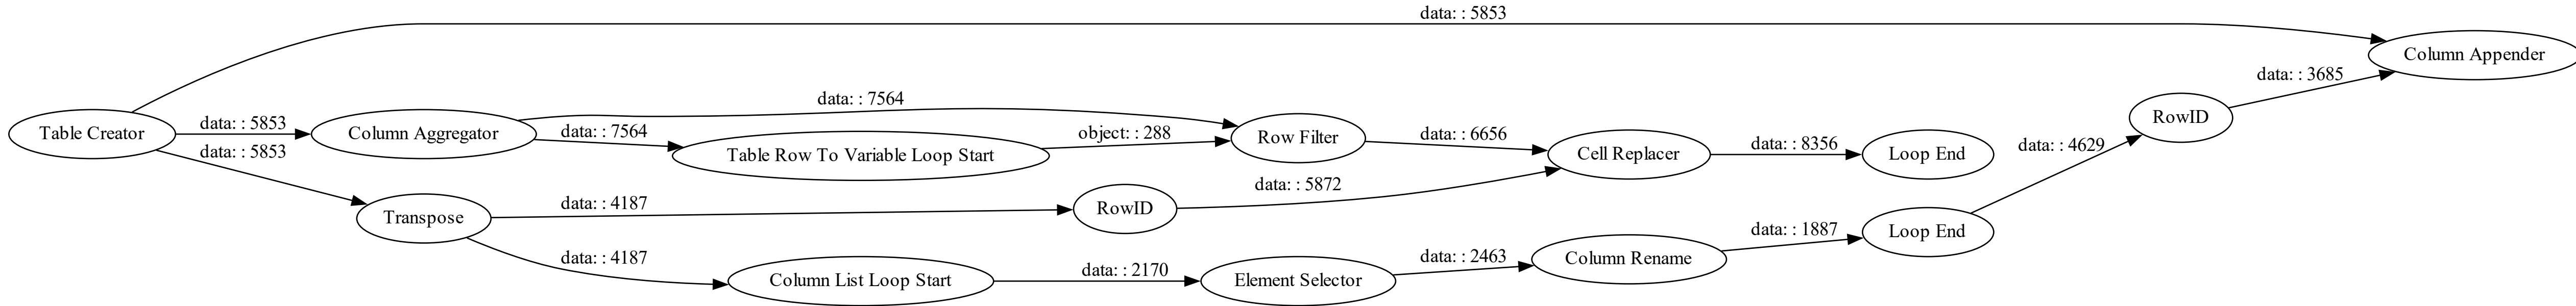 data: : 5853
Column Appender
data: : 3685
data: : 7564
RowID
Table Creator
data: : 5853
Column Aggregator
data: : 7564
object: : 288
Row Filter
data: : 6656
data: : 4629
data: : 5853
Table Row To Variable Loop Start
Cell Replacer
data: : 8356
Loop End
data: : 5872
Transpose
data: : 4187
RowID
data: : 1887
Loop End
data: : 4187
data: : 2170
data: : 2463
Column Rename
Column List Loop Start
Element Selector